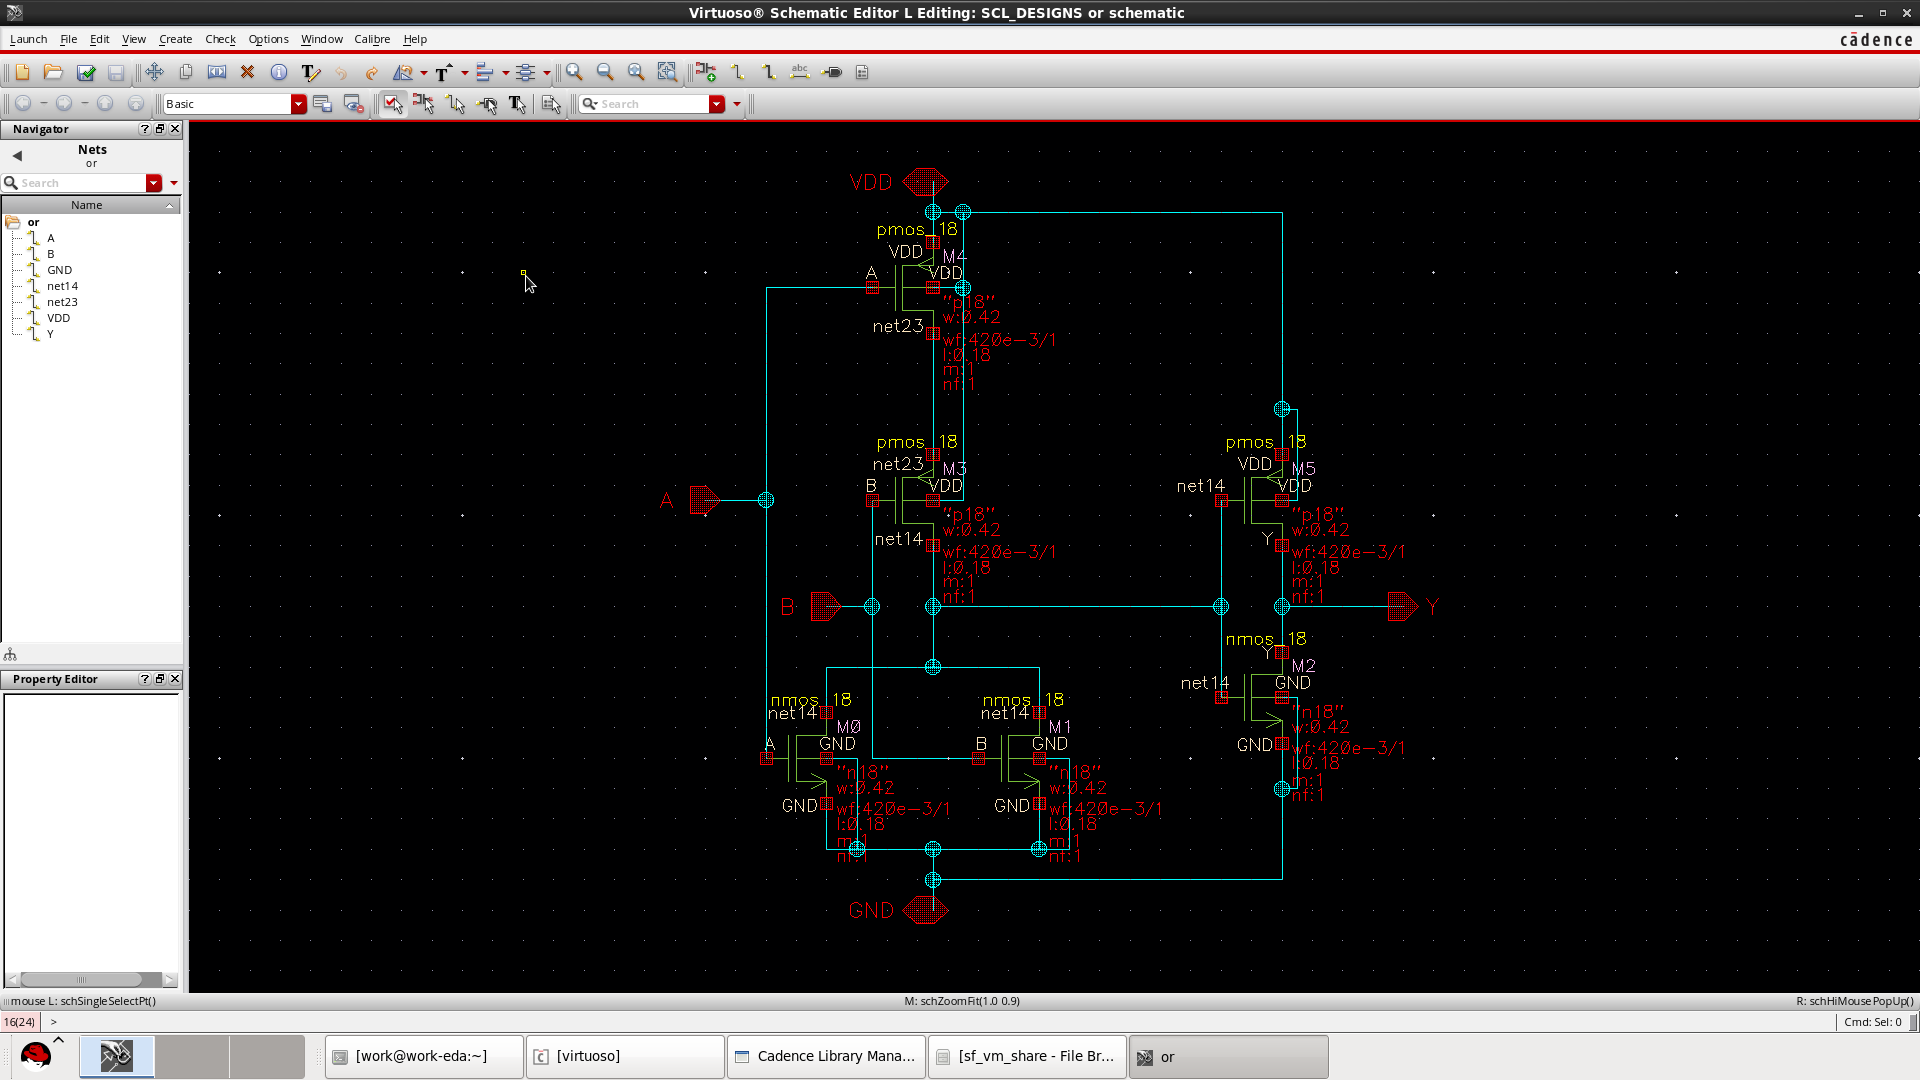 Virtuoso® Schematic Editor L Editing: SCL_DESIGNS or schematic
Launch File Edit View Create Check Options Window Calibre Help
cādence
Basic
Search
Navigator
Nets
or
Search
Name
or
A
B
GND
net14
net23
VDD
Y
Property Editor
VDD
pmos_18
VDD
M4
A
VDD
"p18"
w:0.42
net23
wf:420e-3/1
l:0.18
m:1
nf:1
pmos_18
net23
M3
B
VDD
"p18"
w:0.42
net14
wf:420e-3/1
l:0.18
m:1
nf:1
pmos_18
VDD
M5
net14
VDD
"p18"
w:0.42
Y
wf:420e-3/1
l:0.18
m:1
nf:1
A
B
Y
nmos_18
Y
M2
net14
GND
"n18"
w:0.42
GND
wf:420e-3/1
l:0.18
m:1
nf:1
nmos_18
net14
M0
A
GND
"n18"
w:0.42
GND
wf:420e-3/1
l:0.18
m:1
nf:1
nmos_18
net14
M1
B
GND
"n18"
w:0.42
GND
wf:420e-3/1
l:0.18
m:1
nf:1
GND
mouse L: schSingleSelectPt()
M: schZoomFit(1.0 0.9)
R: schHiMousePopUp()
16(24) >
Cmd: Sel: 0
[work@work-eda:~]
[virtuoso]
Cadence Library Mana...
[sf_vm_share - File Br...
or